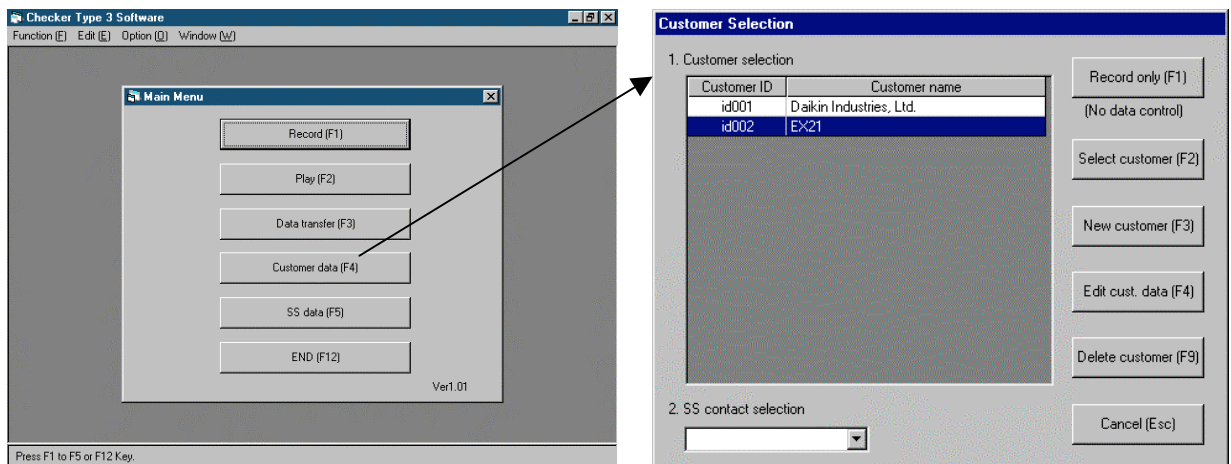 Checker Type 3 Software
Function (F) Edit (E) Option (O) Window (W)
Main Menu
Record (F1)
Play (F2)
Data transfer (F3)
Customer data (F4)
SS data (F5)
END (F12)
Ver1.01
Press F1 to F5 or F12 Key.
Customer Selection
1. Customer selection
Customer ID Customer name
id001 Daikin Industries, Ltd.
id002 EX21
2. SS contact selection
Record only (F1)
(No data control)
Select customer (F2)
New customer (F3)
Edit cust. data (F4)
Delete customer (F9)
Cancel (Esc)